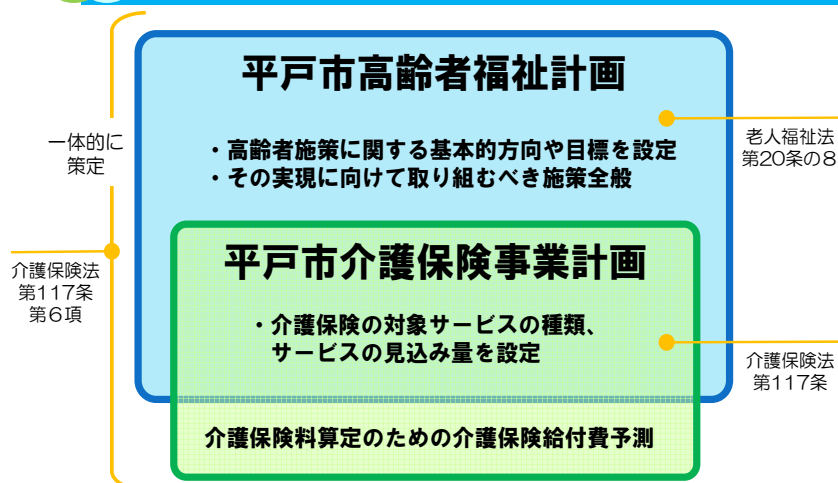 平戸市高齢者福祉計画
・高齢者施策に関する基本的方向や目標を設定
・その実現に向けて取り組むべき施策全般
平戸市介護保険事業計画
・介護保険の対象サービスの種類、
サービスの見込み量を設定
介護保険料算定のための介護保険給付費予測
一体的に
策定
介護保険法
第117条
第6項
老人福祉法
第20条の8
介護保険法
第117条